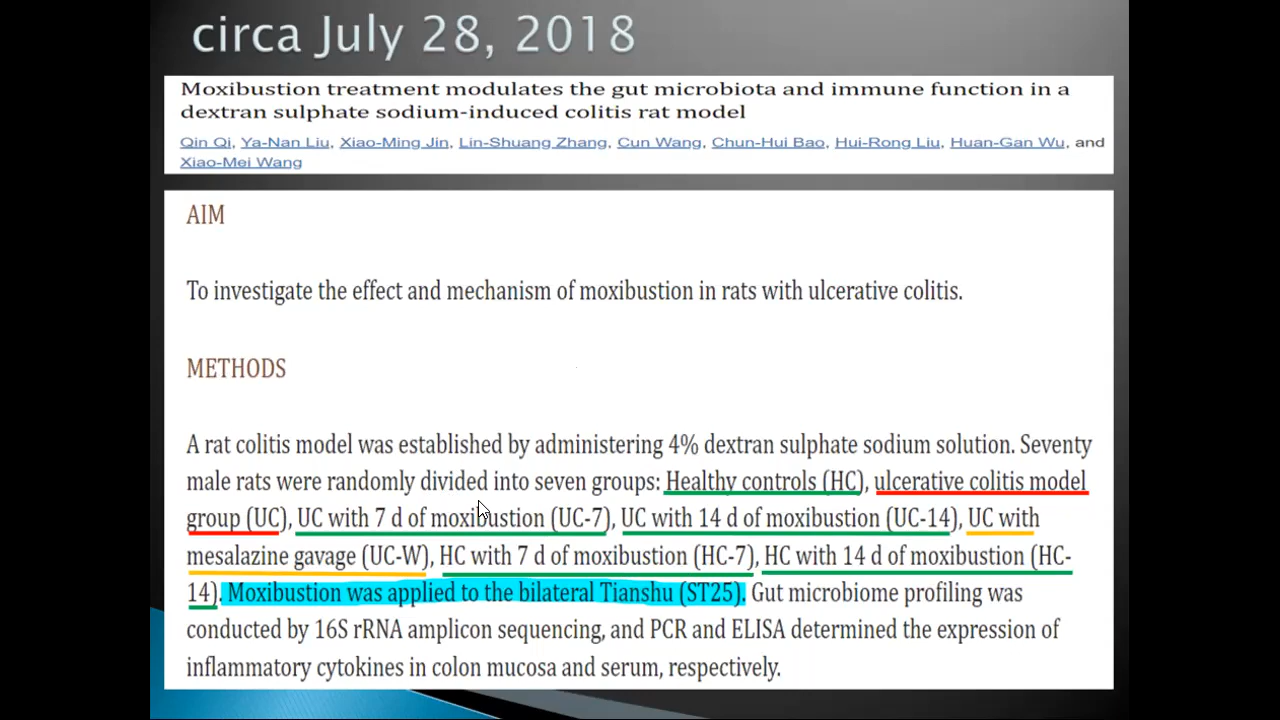 circa July 28, 2018
Moxibustion treatment modulates the gut microbiota and immune function in a
dextran sulphate sodium-induced colitis rat model
Qin Qi, Ya-Nan Liu, Xiao-Ming Jin, Lin-Shuang Zhang, Cun Wang, Chun-Hui Bao, Hui-Rong Liu, Huan-Gan Wu, and
Xiao-Mei Wang
AIM
To investigate the effect and mechanism of moxibustion in rats with ulcerative colitis.
METHODS
A rat colitis model was established by administering 4% dextran sulphate sodium solution. Seventy
male rats were randomly divided into seven groups: Healthy controls (HC), ulcerative colitis model
group (UC), UC with 7 d of moxibustion (UC-7), UC with 14 d of moxibustion (UC-14), UC with
mesalazine gavage (UC-W), HC with 7 d of moxibustion (HC-7), HC with 14 d of moxibustion (HC-
14). Moxibustion was applied to the bilateral Tianshu (ST25). Gut microbiome profiling was
conducted by 16S rRNA amplicon sequencing, and PCR and ELISA determined the expression of
inflammatory cytokines in colon mucosa and serum, respectively.